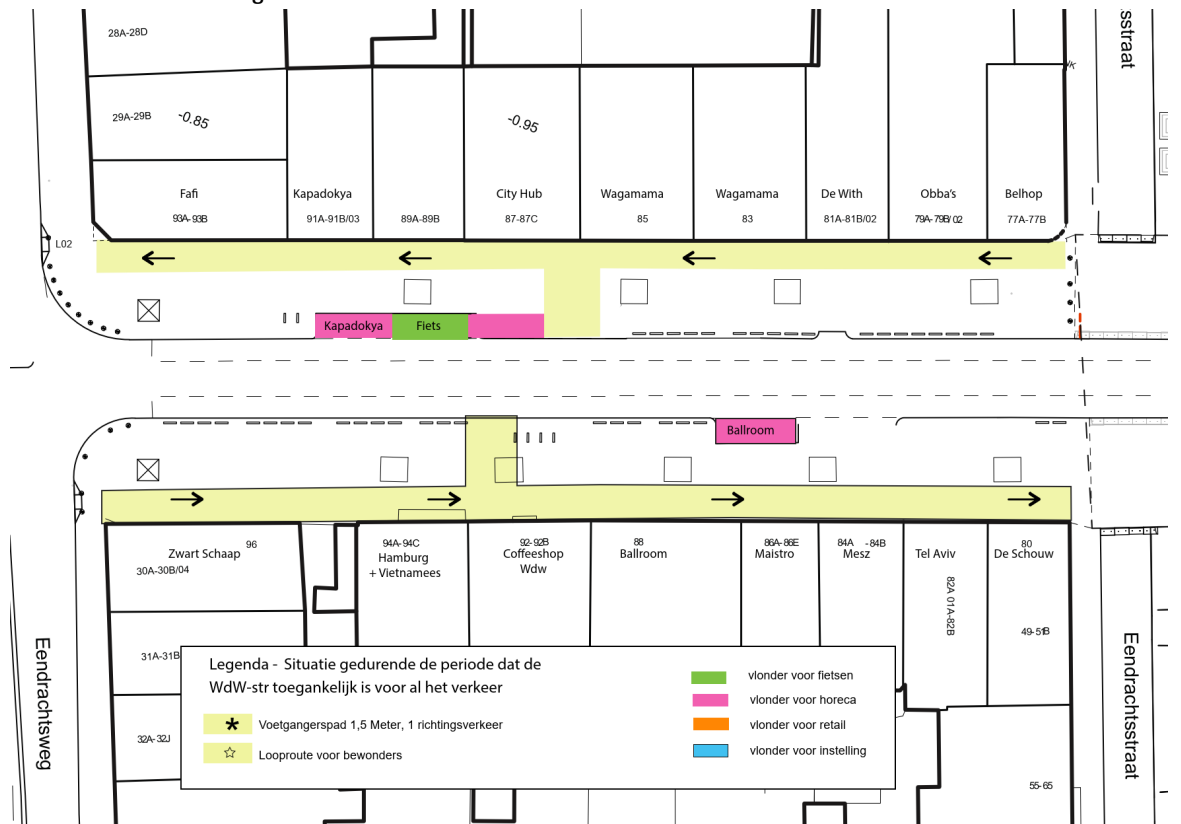 28A-28D
sstraat
29A-29B
-0.85
-0.95
Fafi
Kapadokya
City Hub
Wagamama
Wagamama
De With
Obba's
Belhop
93A-93B
91A-91B/03
89A-89B
87-87C
85
83
81A-81B/02
79A-79B/02
77A-77B
L02
Kapadokya
Fiets
Ballroom
Zwart Schaap
96
30A-30B/04
94A-94C
Hamburg
+ Vietnamees
92-92B
Coffeeshop
Wdw
88
Ballroom
86A-86E
Maistro
84A -84B
Mesz
Tel Aviv
82A 01A-82B
80
De Schouw
49-51B
31A-31B
32A-32J
Eendrachtsweg
Legenda - Situatie gedurende de periode dat de
WdW-str toegankelijk is voor al het verkeer
Voetgangerspad 1,5 Meter, 1 richtingsverkeer
Looproute voor bewonders
vlonder voor fietsen
vlonder voor horeca
vlonder voor retail
vlonder voor instelling
Eendrachtsstraat
55-65